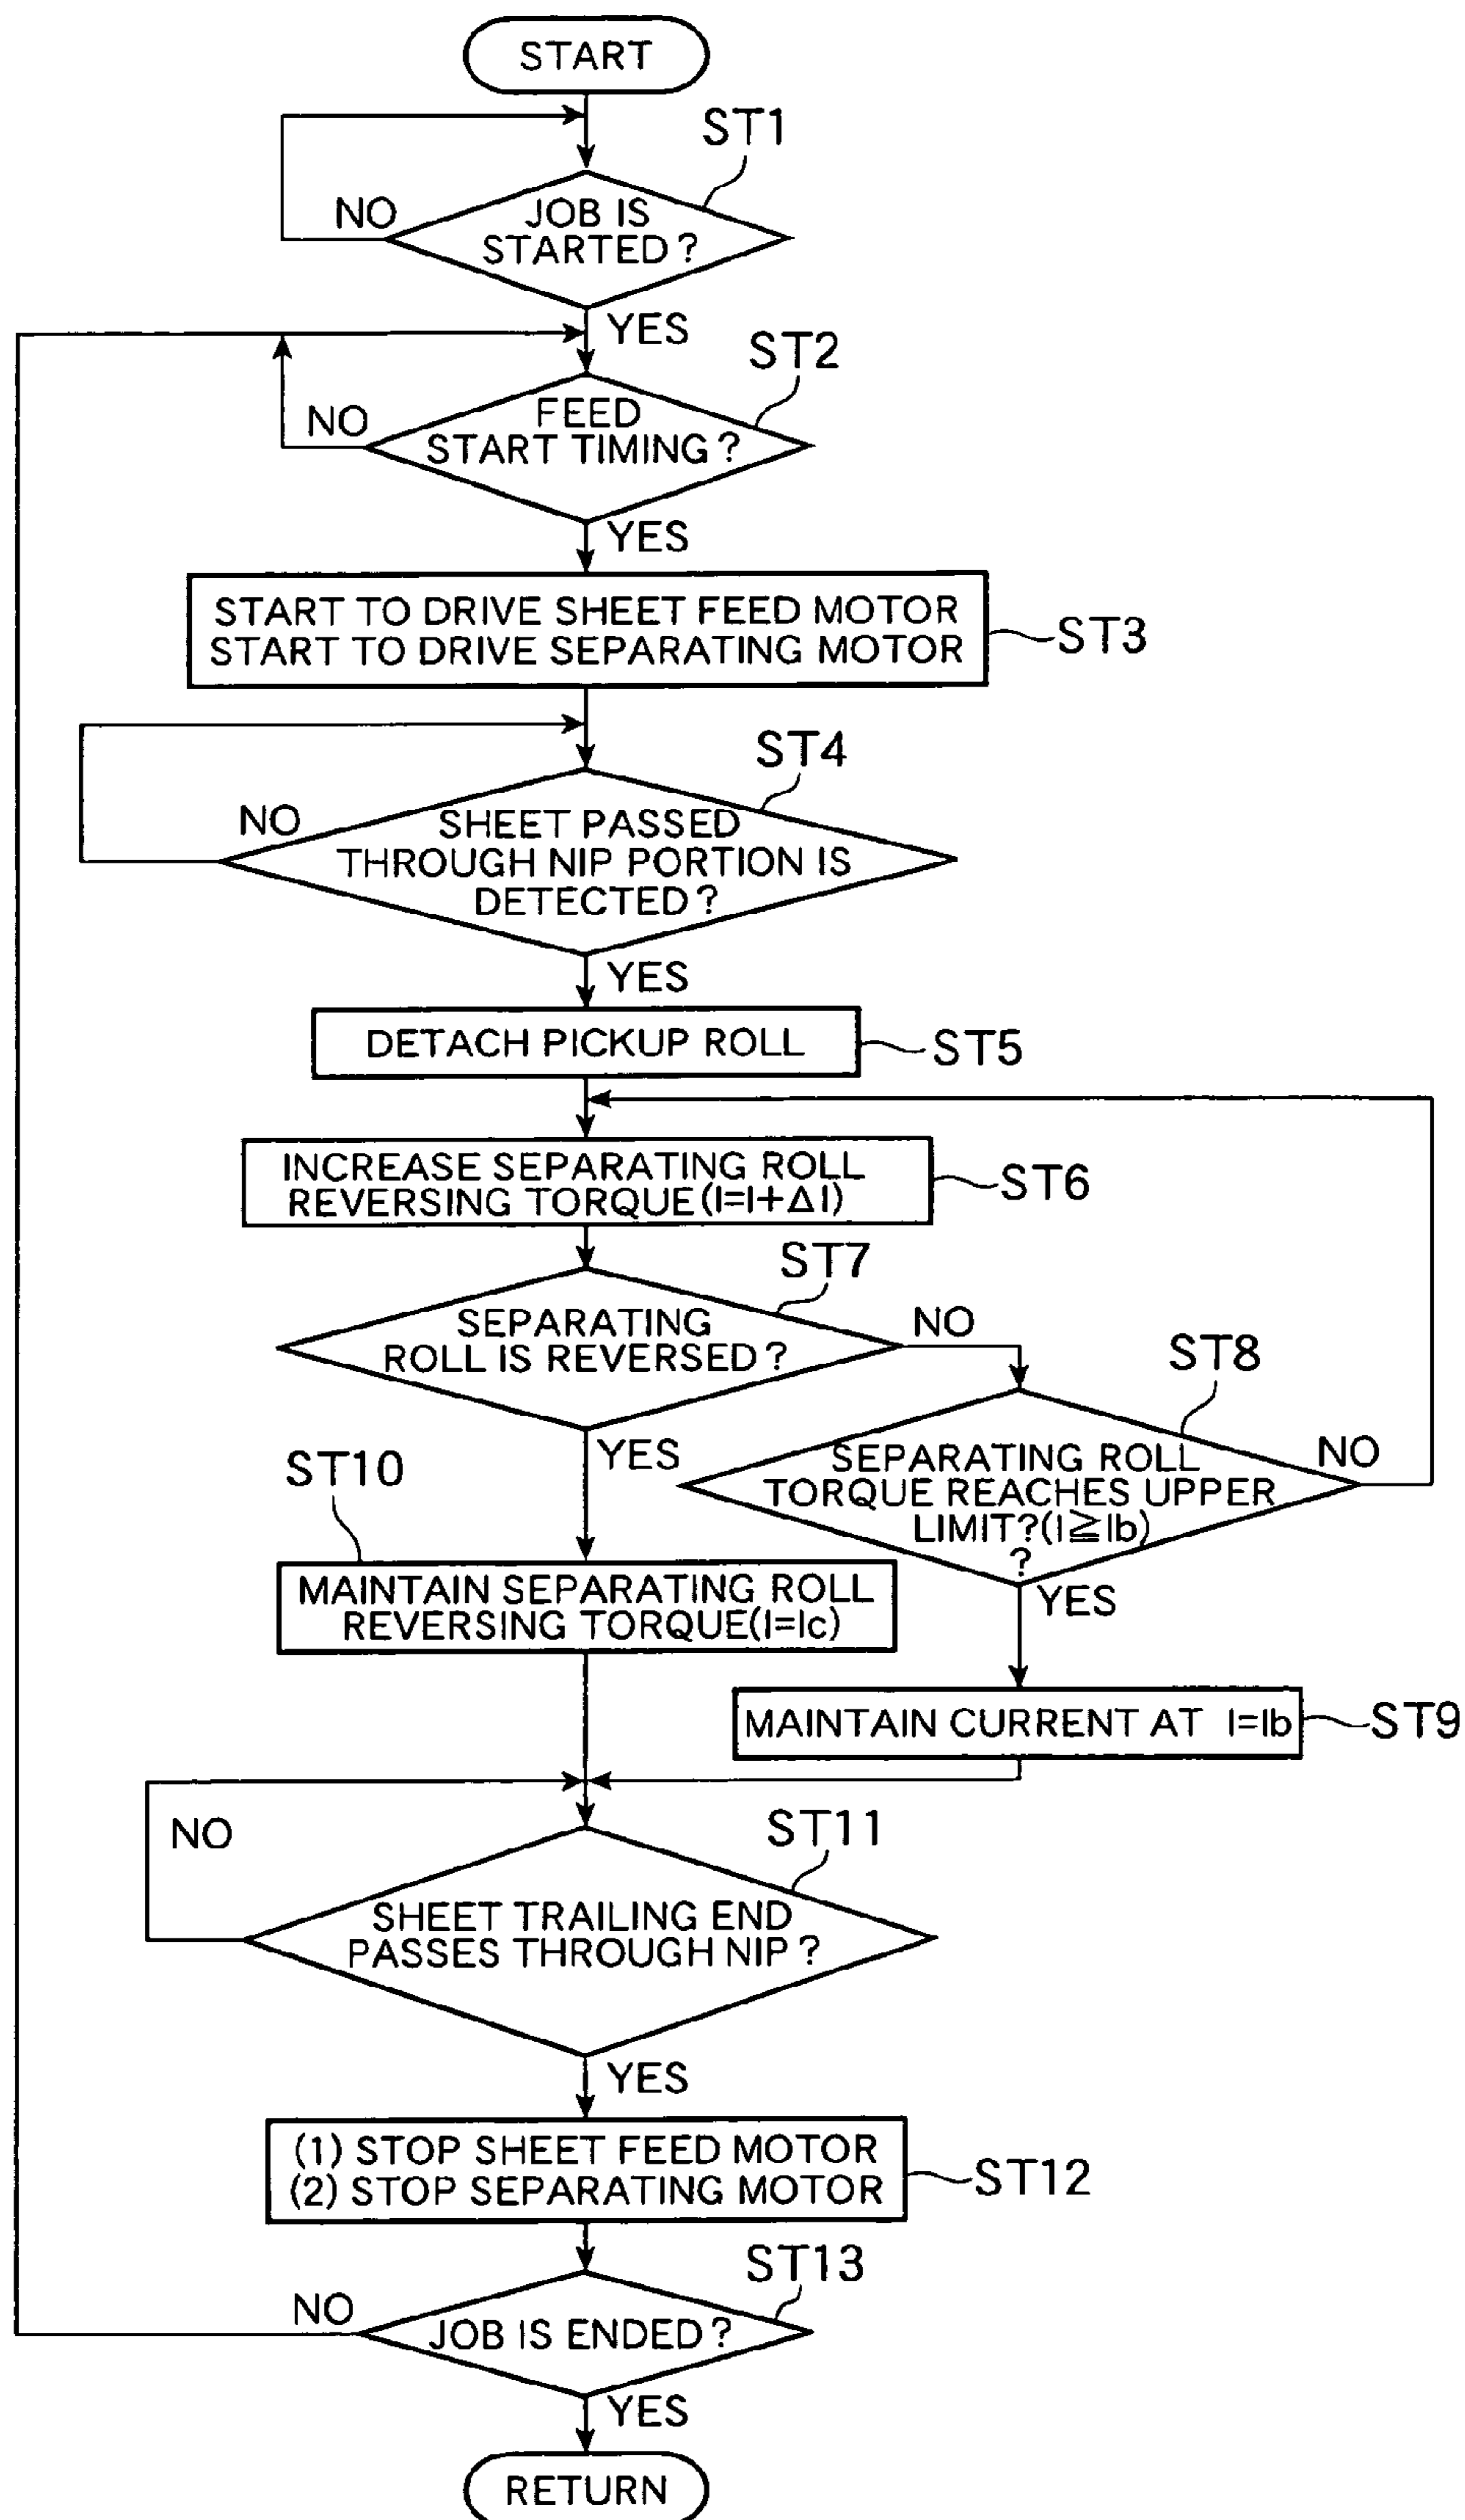 START
ST1
NO
JOB IS
STARTED?
YES
ST2
NO
FEED
START TIMING?
YES
START TO DRIVE SHEET FEED MOTOR
START TO DRIVE SEPARATING MOTOR
ST3
ST4
NO
SHEET PASSED
THROUGH NIP PORTION IS
DETECTED?
YES
DETACH PICKUP ROLL
ST5
INCREASE SEPARATING ROLL
REVERSING TORQUE(I=I+ΔI)
ST6
ST7
SEPARATING
ROLL IS REVERSED?
NO
ST8
YES
SEPARATING ROLL
TORQUE REACHES UPPER
LIMIT?(I≧Ib)
?
NO
YES
ST10
MAINTAIN SEPARATING ROLL
REVERSING TORQUE(I=Ic)
MAINTAIN CURRENT AT I=Ib
ST9
NO
ST11
SHEET TRAILING END
PASSES THROUGH NIP?
YES
(1) STOP SHEET FEED MOTOR
(2) STOP SEPARATING MOTOR
ST12
ST13
NO
JOB IS ENDED?
YES
RETURN